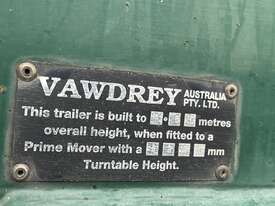 VAWDREY AUSTRALIA
PTY. LTD.
This trailer is built to metres
overall height, when fitted to a
Prime Mover with a mm
Turntable Height.